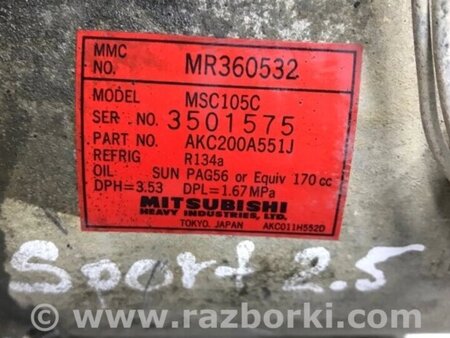 MMC
NO. MR360532
MODEL MSC105C
SER NO. 3501575
PART NO. AKC200A551J
REFRIG R134a
OIL SUN PAG56 or Equiv 170 cc
DPH=3.53 DPL=1.67MPa
MITSUBISHI
HEAVY INDUSTRIES, LTD.
TOKYO. JAPAN AKC011H552D
Sport 2.5
www.razborki.com